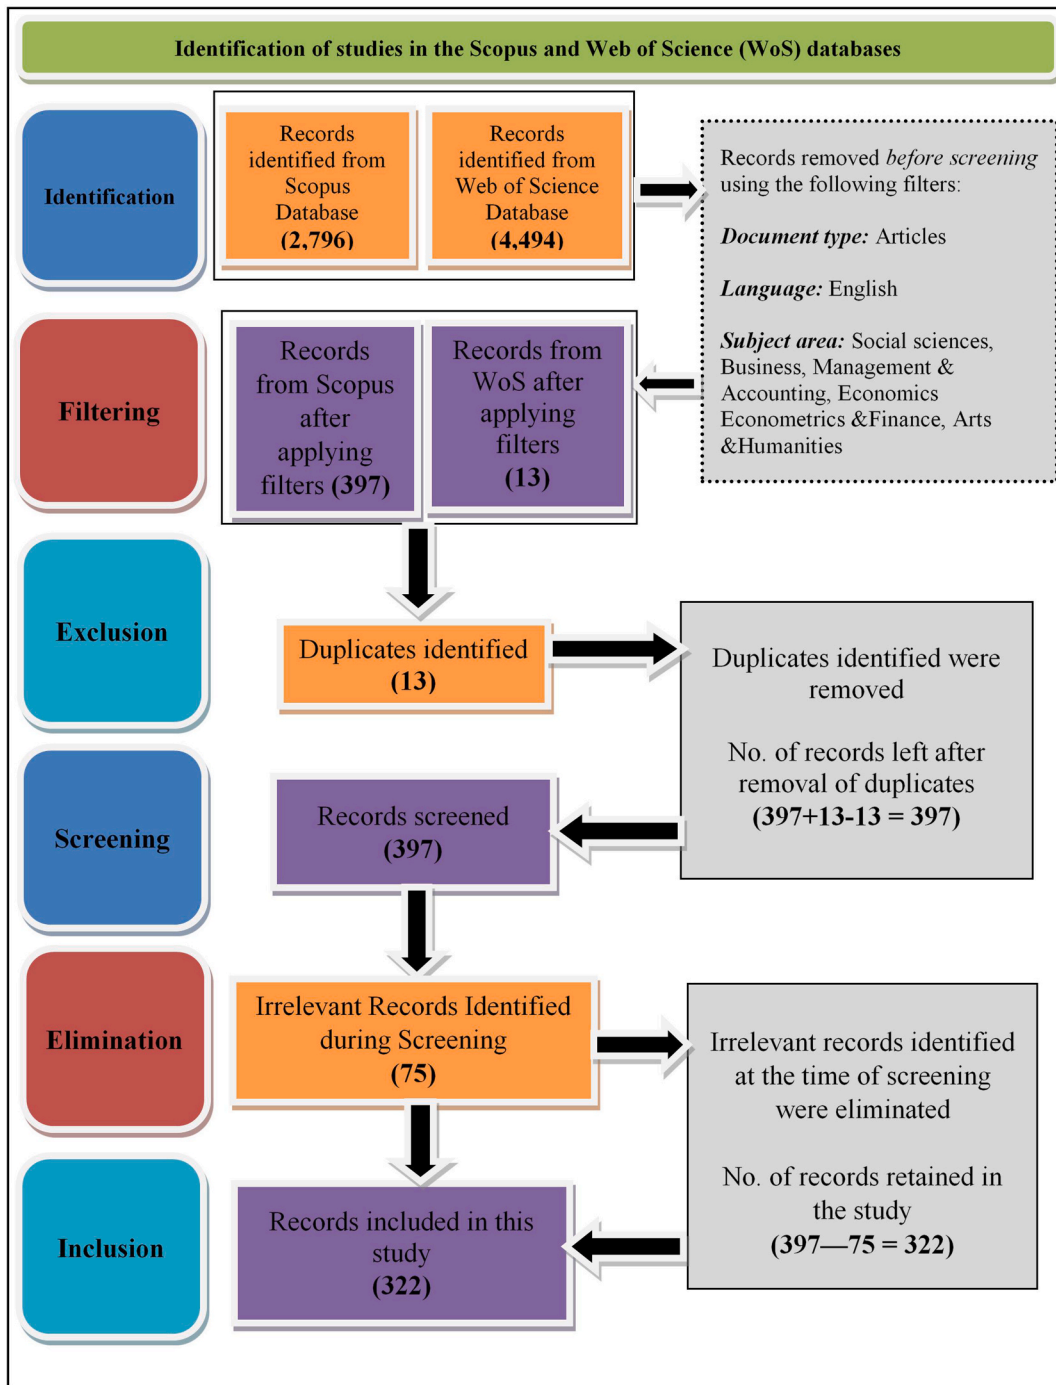 Identification of studies in the Scopus and Web of Science (WoS) databases
Identification
Records
identified from
Scopus
Database
(2,796)
Records
identified from
Web of Science
Database
(4,494)
Records removed before screening
using the following filters:
Document type: Articles
Language: English
Subject area: Social sciences,
Business, Management &
Accounting, Economics
Econometrics &Finance, Arts
&Humanities
Filtering
Records
from Scopus
after
applying
filters (397)
Records from
WoS after
applying
filters
(13)
Exclusion
Duplicates identified
(13)
Duplicates identified were
removed
No. of records left after
removal of duplicates
(397+13-13 = 397)
Screening
Records screened
(397)
Elimination
Irrelevant Records Identified
during Screening
(75)
Irrelevant records identified
at the time of screening
were eliminated
No. of records retained in
the study
(397—75 = 322)
Inclusion
Records included in this
study
(322)